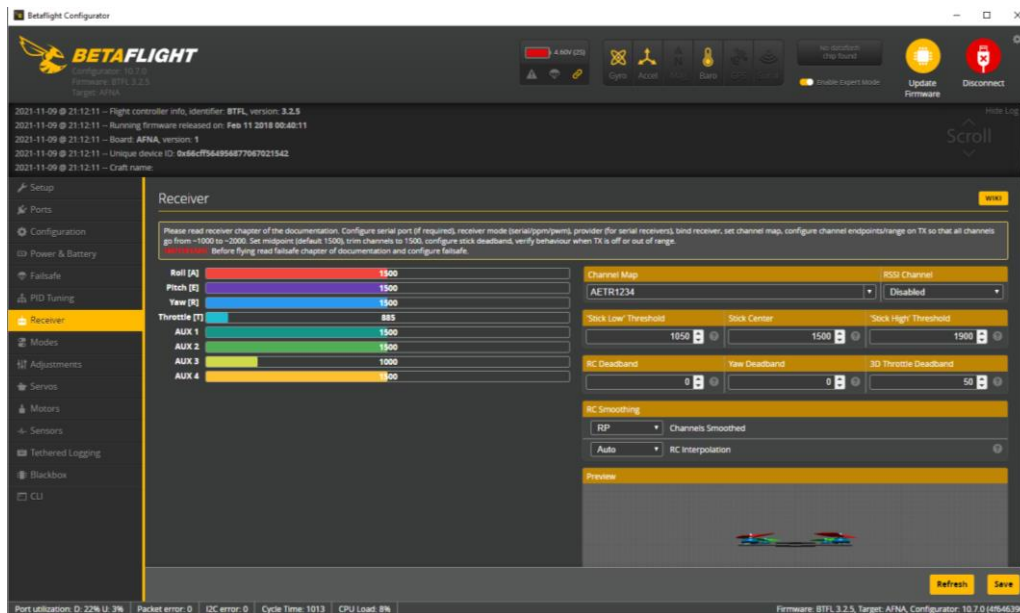 Betaflight Configurator
BETAFLIGHT
Configurator: 10.7.0
Firmware: BTFL 3.2.5
Target: AFNA
4.60V (2S)
Gyro Accel Mag Baro GPS Sonar
No dataflash chip found
Enable Expert Mode
Update Firmware
Disconnect
2021-11-09 @ 21:12:11 -- Flight controller info, identifier: BTFL, version: 3.2.5
2021-11-09 @ 21:12:11 -- Running firmware released on: Feb 11 2018 00:40:11
2021-11-09 @ 21:12:11 -- Board: AFNA, version: 1
2021-11-09 @ 21:12:11 -- Unique device ID: 0x66cff564956877067021542
2021-11-09 @ 21:12:11 -- Craft name:
Hide Log
Scroll
Setup
Ports
Configuration
Power & Battery
Failsafe
PID Tuning
Receiver
Modes
Adjustments
Servos
Motors
Sensors
Tethered Logging
Blackbox
CLI
Receiver
WIKI
Please read receiver chapter of the documentation. Configure serial port (if required), receiver mode (serial/ppm/pwm), provider (for serial receivers), bind receiver, set channel map, configure channel endpoints/range on TX so that all channels
go from ~1000 to ~2000. Set midpoint (default 1500), trim channels to 1500, configure stick deadband, verify behaviour when TX is off or out of range.
Before flying read failsafe chapter of documentation and configure failsafe.
Roll [A] 1500
Pitch [E] 1500
Yaw [R] 1500
Throttle [T] 885
AUX 1 1500
AUX 2 1500
AUX 3 1000
AUX 4 1500
Channel Map RSSI Channel
AETR1234 Disabled
'Stick Low' Threshold Stick Center 'Stick High' Threshold
1050 1500 1900
RC Deadband Yaw Deadband 3D Throttle Deadband
0 0 50
RC Smoothing
RP Channels Smoothed
Auto RC Interpolation
Preview
Refresh Save
Port utilization: D: 22% U: 3% Packet error: 0 I2C error: 0 Cycle Time: 1013 CPU Load: 8%
Firmware: BTFL 3.2.5, Target: AFNA, Configurator: 10.7.0